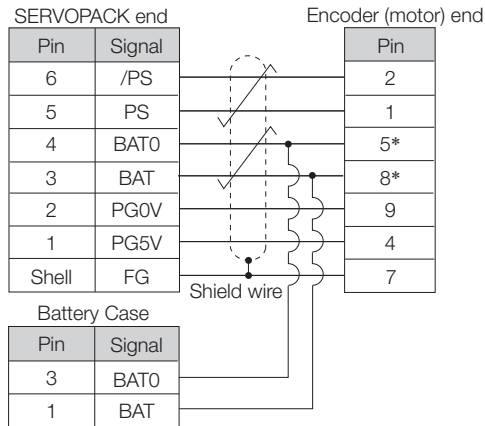 SERVOPACK end Encoder (motor) end
Pin Signal Pin
6 /PS 2
5 PS 1
4 BAT0 5*
3 BAT 8*
2 PG0V 9
1 PG5V 4
Shell FG 7
Shield wire
Battery Case
Pin Signal
3 BAT0
1 BAT